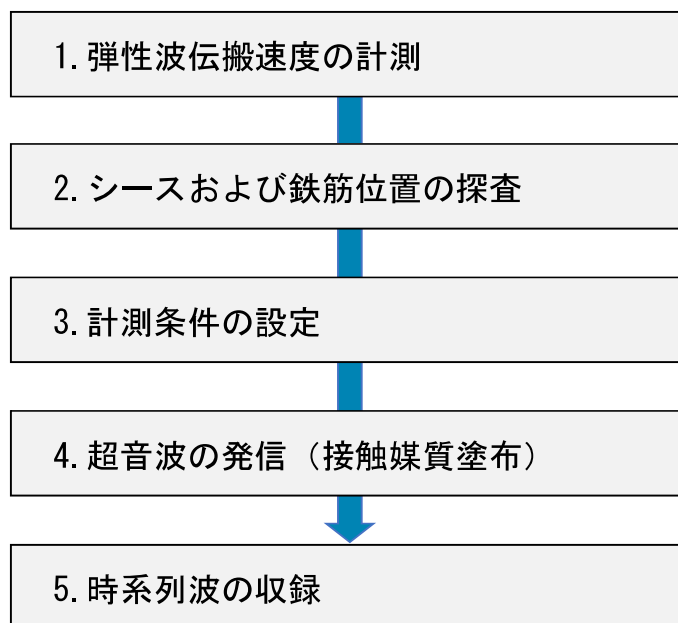 1. 弾性波伝搬速度の計測
2. シースおよび鉄筋位置の探査
3. 計測条件の設定
4. 超音波の発信（接触媒質塗布）
5. 時系列波の収録